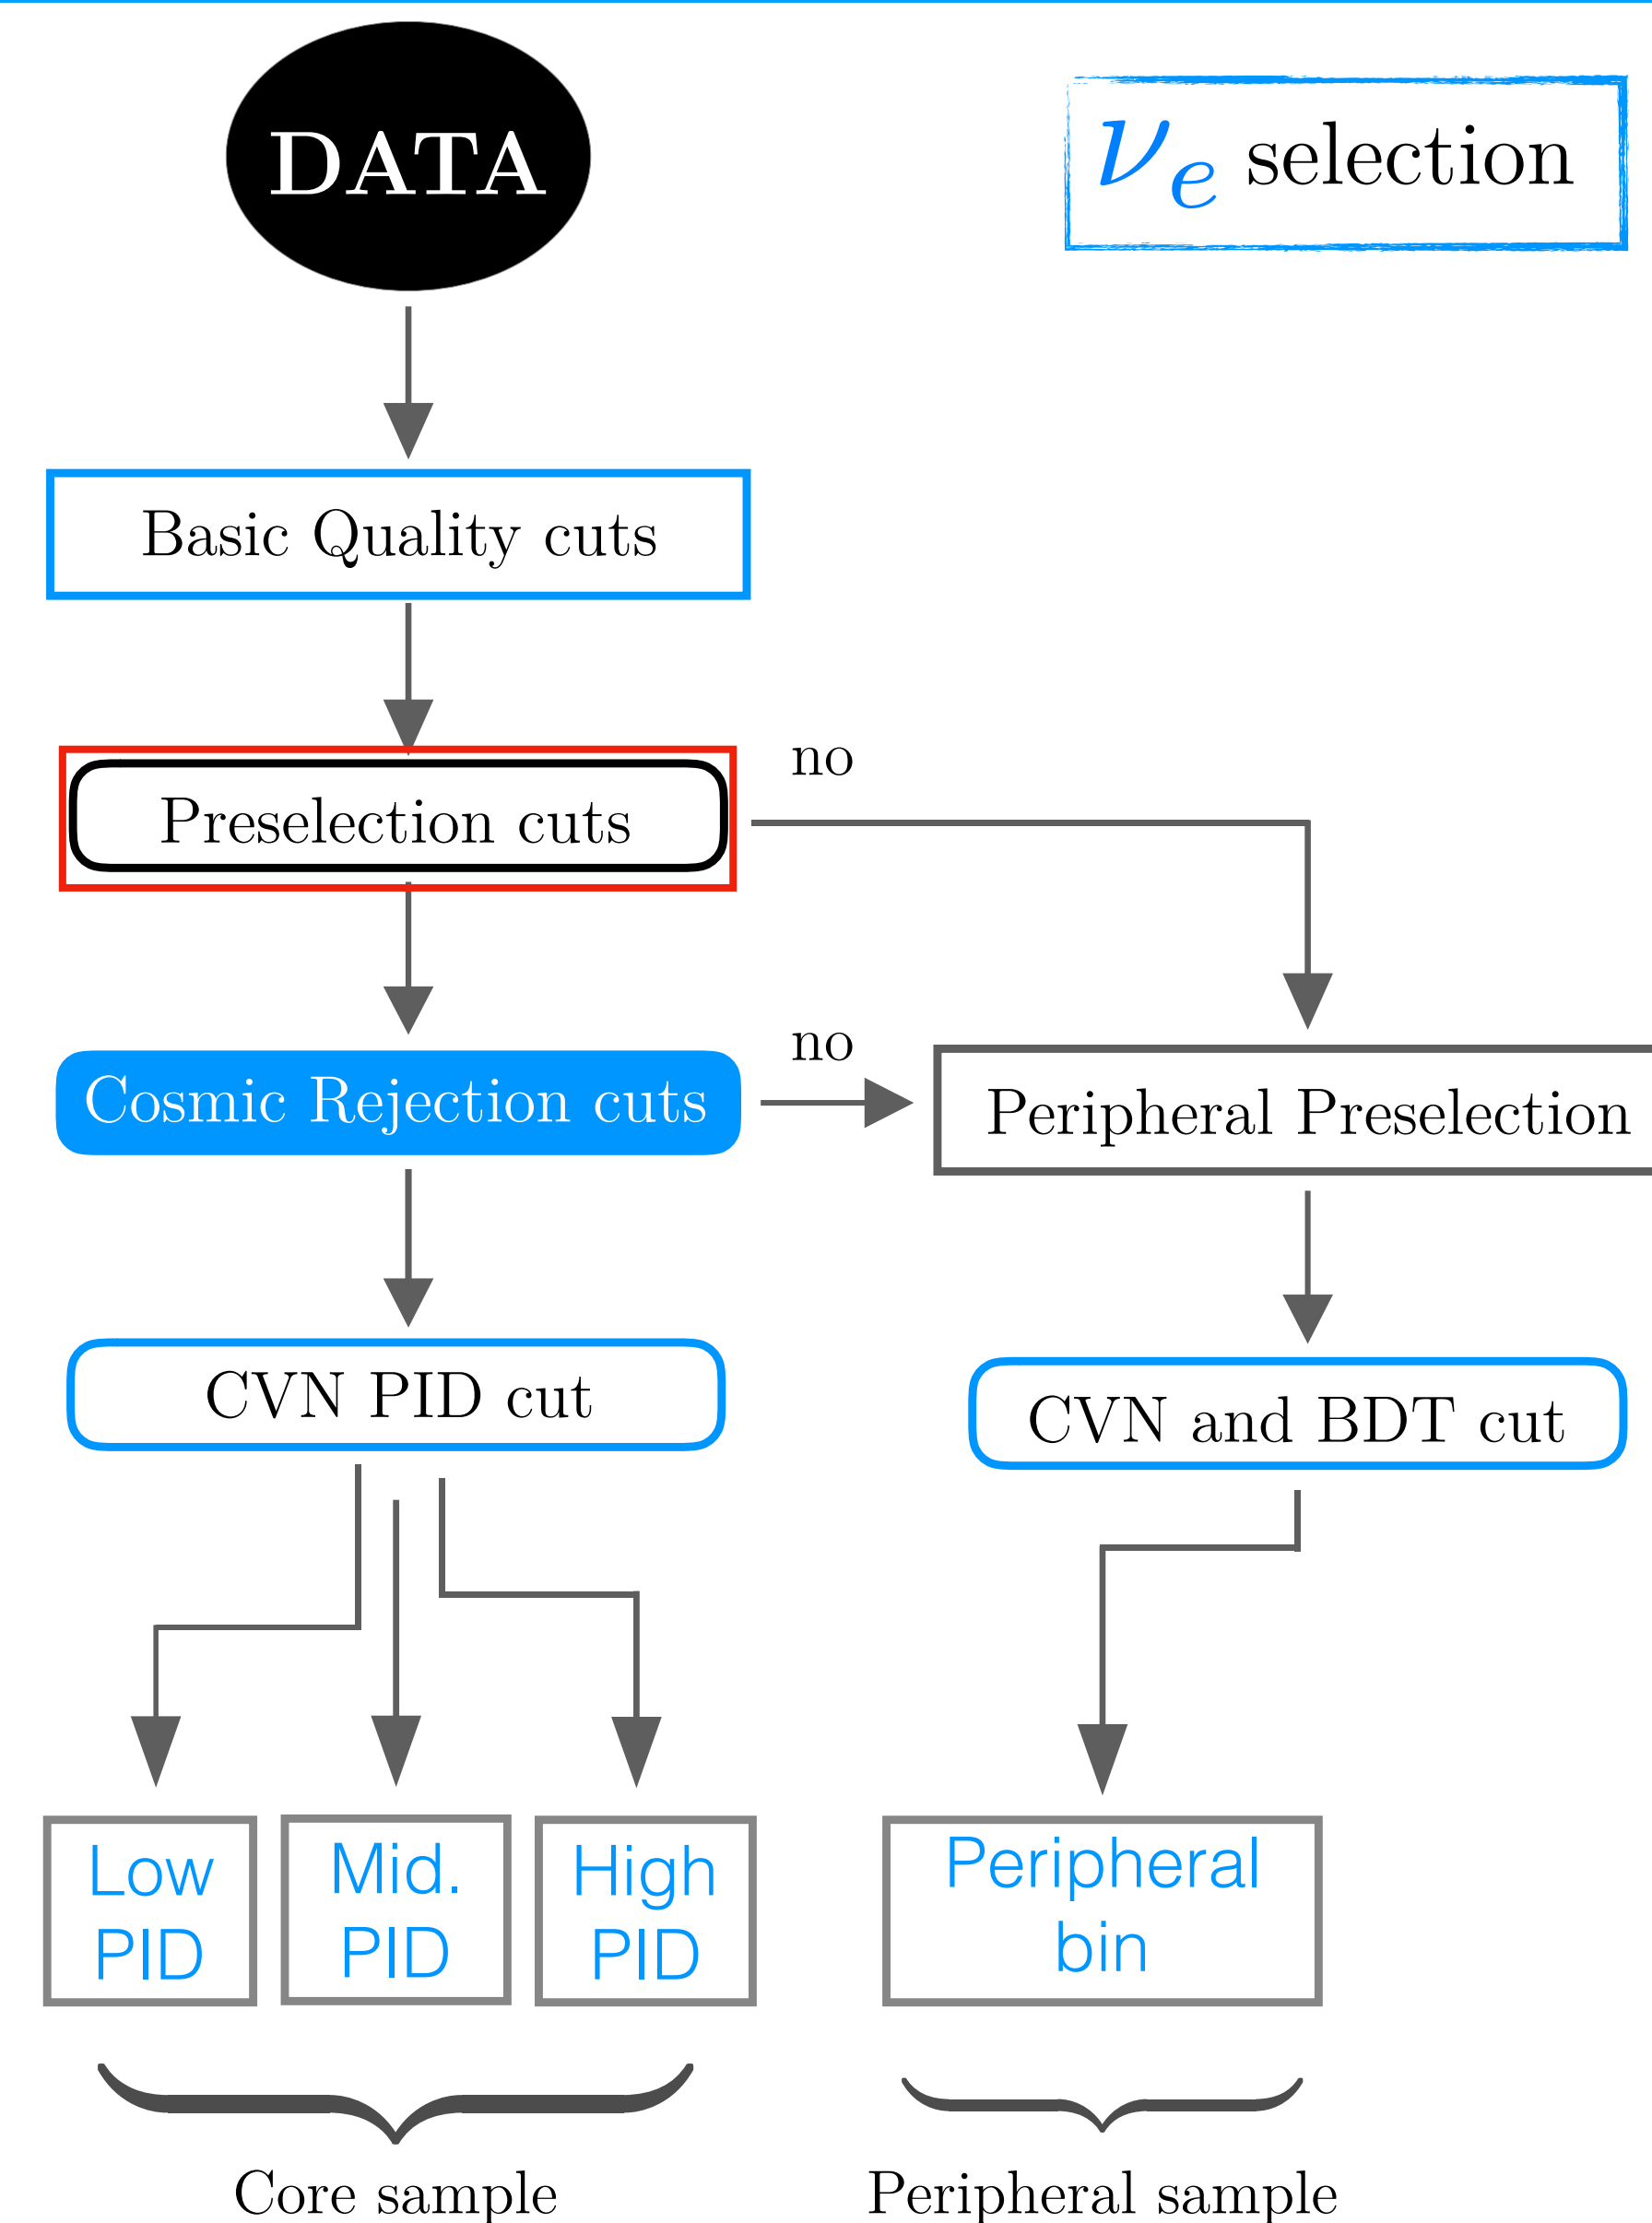 DATA
νₑ selection
Basic Quality cuts
Preselection cuts
no
Cosmic Rejection cuts
no
Peripheral Preselection
CVN PID cut
CVN and BDT cut
Low
PID
Mid.
PID
High
PID
Peripheral
bin
Core sample
Peripheral sample